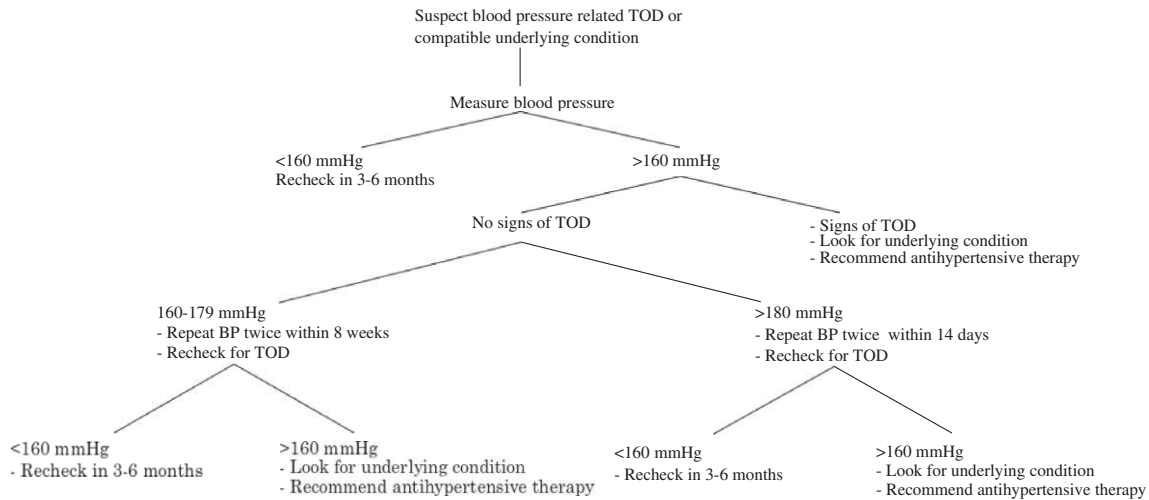 Suspect blood pressure related TOD or
compatible underlying condition
Measure blood pressure
<160 mmHg
Recheck in 3-6 months
>160 mmHg
No signs of TOD
- Signs of TOD
- Look for underlying condition
- Recommend antihypertensive therapy
160-179 mmHg
- Repeat BP twice within 8 weeks
- Recheck for TOD
>180 mmHg
- Repeat BP twice within 14 days
- Recheck for TOD
<160 mmHg
- Recheck in 3-6 months
>160 mmHg
- Look for underlying condition
- Recommend antihypertensive therapy
<160 mmHg
- Recheck in 3-6 months
>160 mmHg
- Look for underlying condition
- Recommend antihypertensive therapy